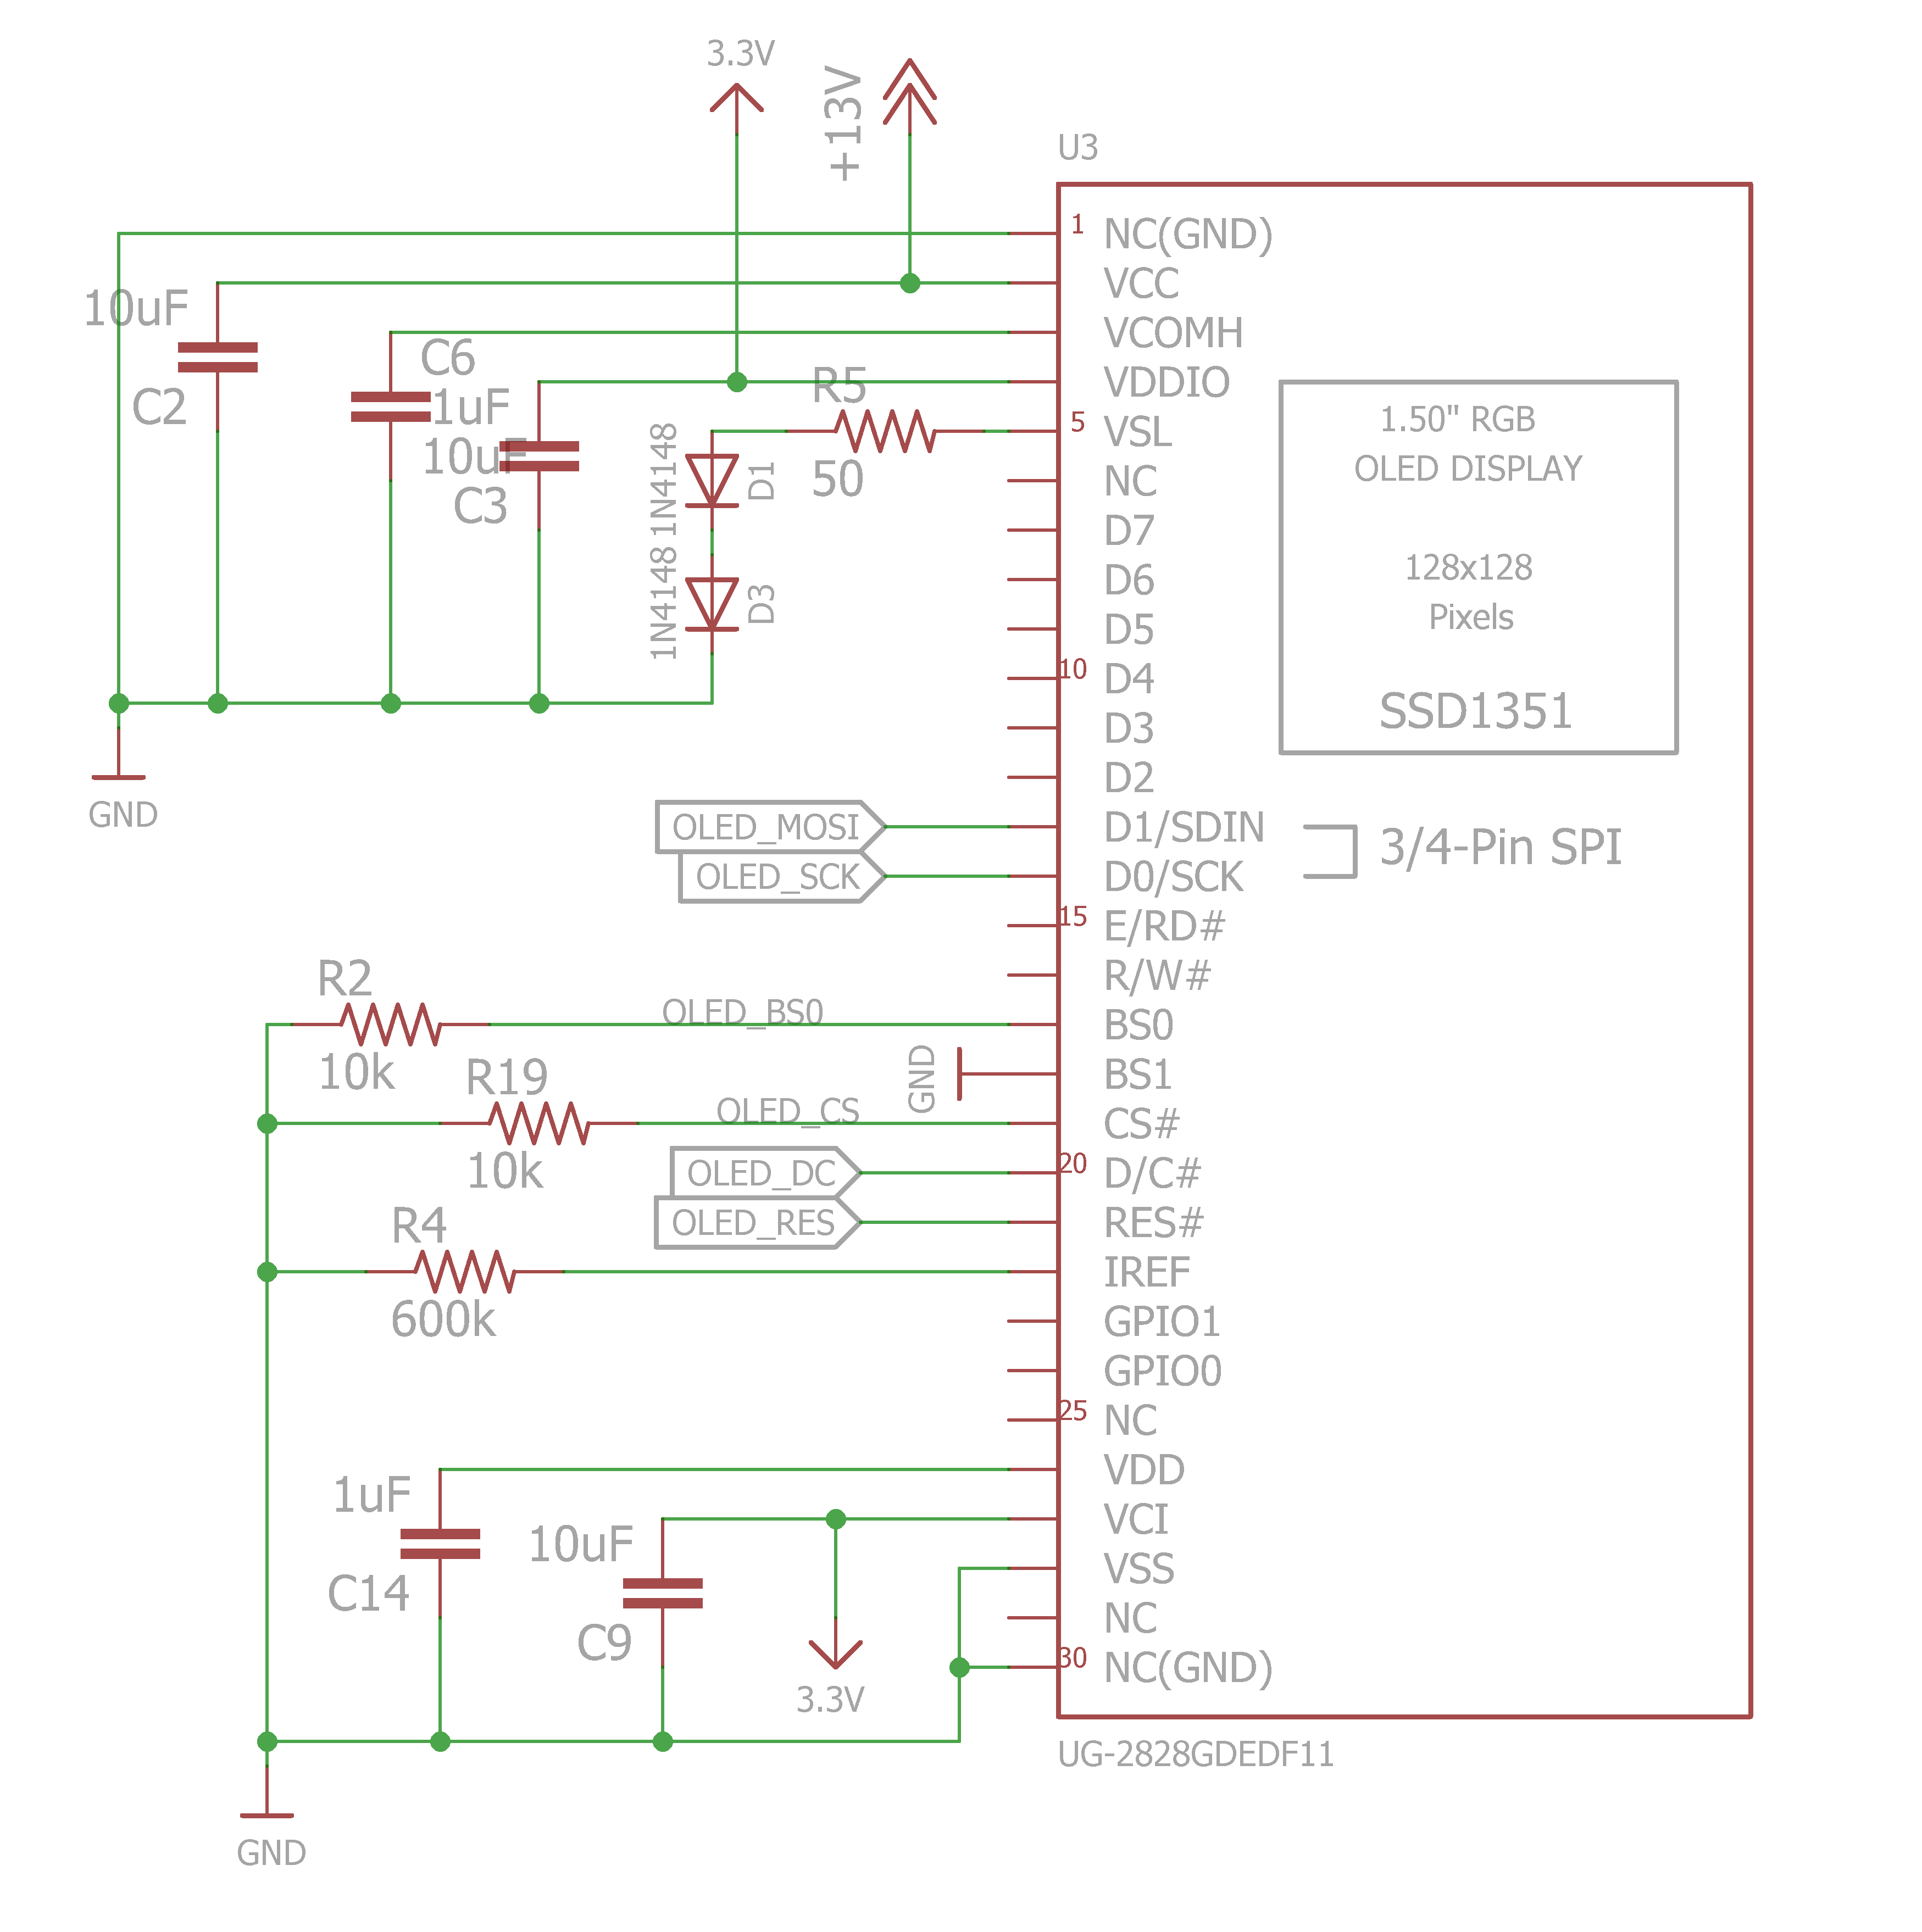 3.3V
+13V
U3
1 NC(GND)
VCC
VCOMH
VDDIO
5 VSL
NC
D7
D6
D5
10 D4
D3
D2
D1/SDIN
D0/SCK
15 E/RD#
R/W#
BS0
BS1
CS#
20 D/C#
RES#
IREF
GPIO1
GPIO0
25 NC
VDD
VCI
VSS
NC
30 NC(GND)
UG-2828GDEDF11
1.50" RGB
OLED DISPLAY
128x128
Pixels
SSD1351
3/4-Pin SPI
10uF
C2
C6
1uF
10uF
C3
R5
50
1N4148
D1
1N4148
D3
GND
OLED_MOSI
OLED_SCK
R2
10k
OLED_BS0
GND
R19
10k
OLED_CS
OLED_DC
OLED_RES
R4
600k
1uF
C14
10uF
C9
3.3V
GND